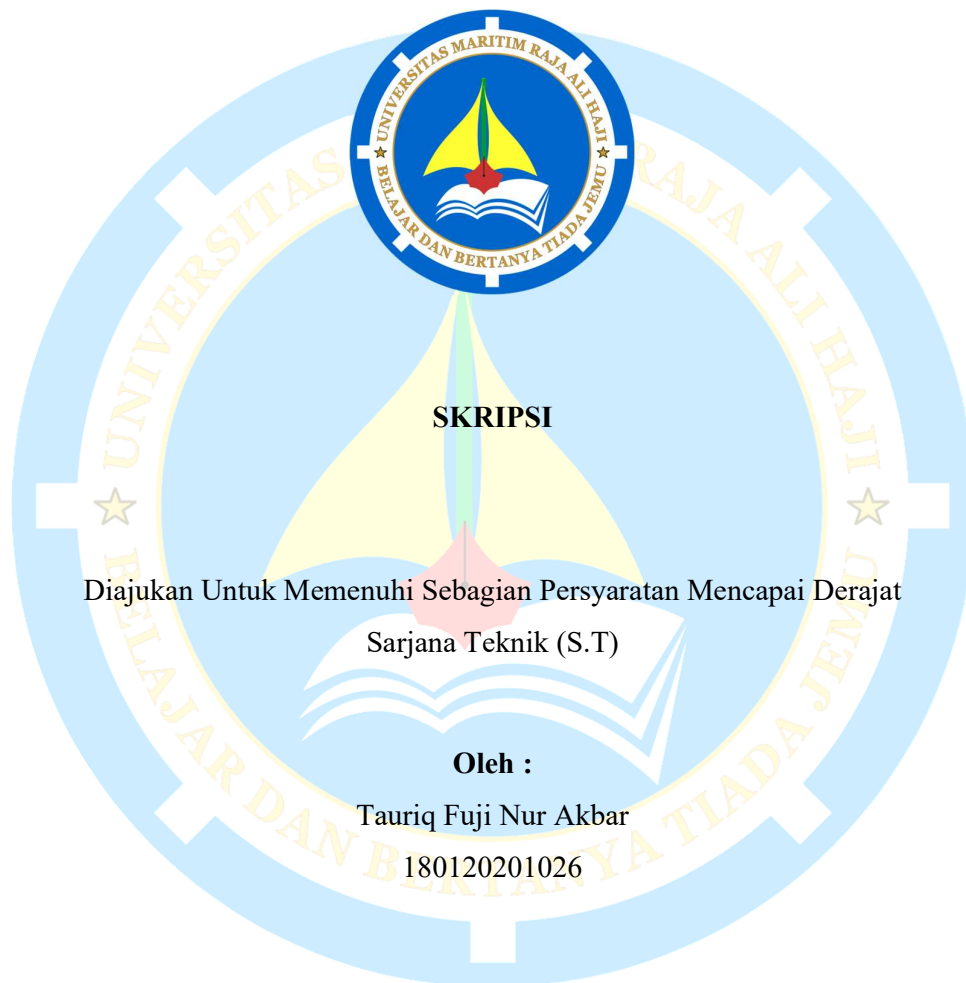 UNIVERSITAS MARITIM RAJA ALI HAJI
BELAJAR DAN BERTANYA TIADA JEMU
SKRIPSI
Diajukan Untuk Memenuhi Sebagian Persyaratan Mencapai Derajat
Sarjana Teknik (S.T)
Oleh :
Tauriq Fuji Nur Akbar
180120201026